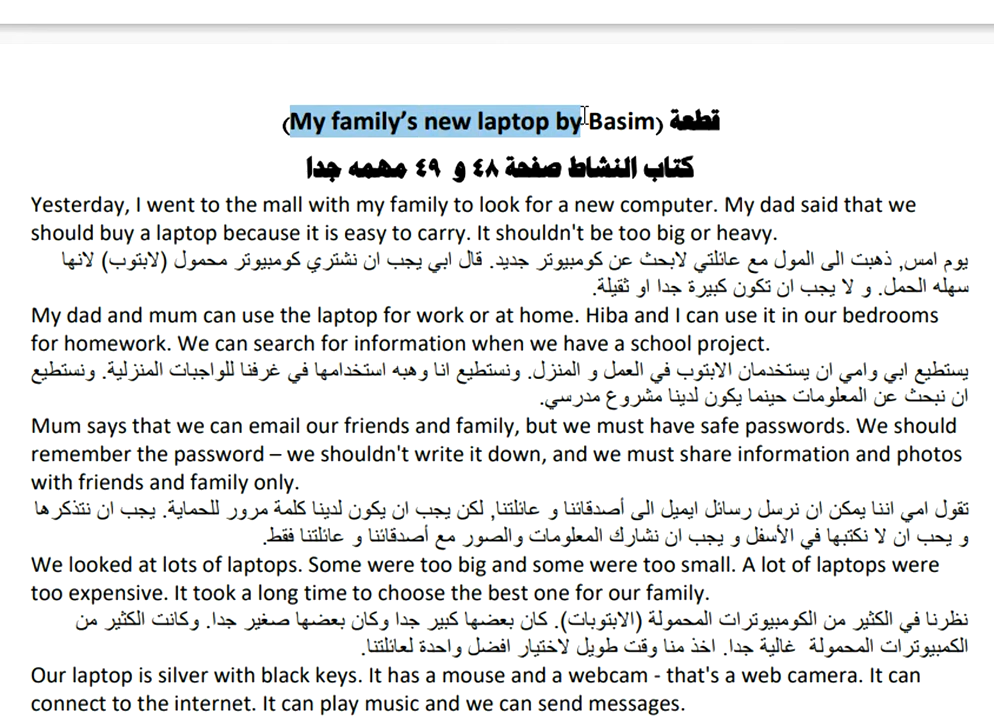 قطعة (My family's new laptop by Basim)
كتاب النشاط صفحة ٤٨ و ٤٩ مهمه جدا
Yesterday, I went to the mall with my family to look for a new computer. My dad said that we
should buy a laptop because it is easy to carry. It shouldn't be too big or heavy.
يوم امس, ذهبت الى المول مع عائلتي لابحث عن كومبيوتر جديد. قال ابي يجب ان نشتري كومبيوتر محمول (لابتوب) لانها
سهله الحمل. و لا يجب ان تكون كبيرة جدا او ثقيلة.
My dad and mum can use the laptop for work or at home. Hiba and I can use it in our bedrooms
for homework. We can search for information when we have a school project.
يستطيع ابي وامي ان يستخدمان الابتوب في العمل و المنزل. ونستطيع انا وهبه استخدامها في غرفنا للواجبات المنزلية. ونستطيع
ان نبحث عن المعلومات حينما يكون لدينا مشروع مدرسي.
Mum says that we can email our friends and family, but we must have safe passwords. We should
remember the password – we shouldn't write it down, and we must share information and photos
with friends and family only.
تقول امي اننا يمكن ان نرسل رسائل ايميل الى أصدقائنا و عائلتنا, لكن يجب ان يكون لدينا كلمة مرور للحماية. يجب ان نتذكرها
و يحب ان لا نكتبها في الأسفل و يجب ان نشارك المعلومات والصور مع أصدقائنا و عائلتنا فقط.
We looked at lots of laptops. Some were too big and some were too small. A lot of laptops were
too expensive. It took a long time to choose the best one for our family.
نظرنا في الكثير من الكومبيوترات المحمولة (الابتوبات). كان بعضها كبير جدا وكان بعضها صغير جدا. وكانت الكثير من
الكمبيوترات المحمولة غالية جدا. اخذ منا وقت طويل لاختيار افضل واحدة لعائلتنا.
Our laptop is silver with black keys. It has a mouse and a webcam - that's a web camera. It can
connect to the internet. It can play music and we can send messages.